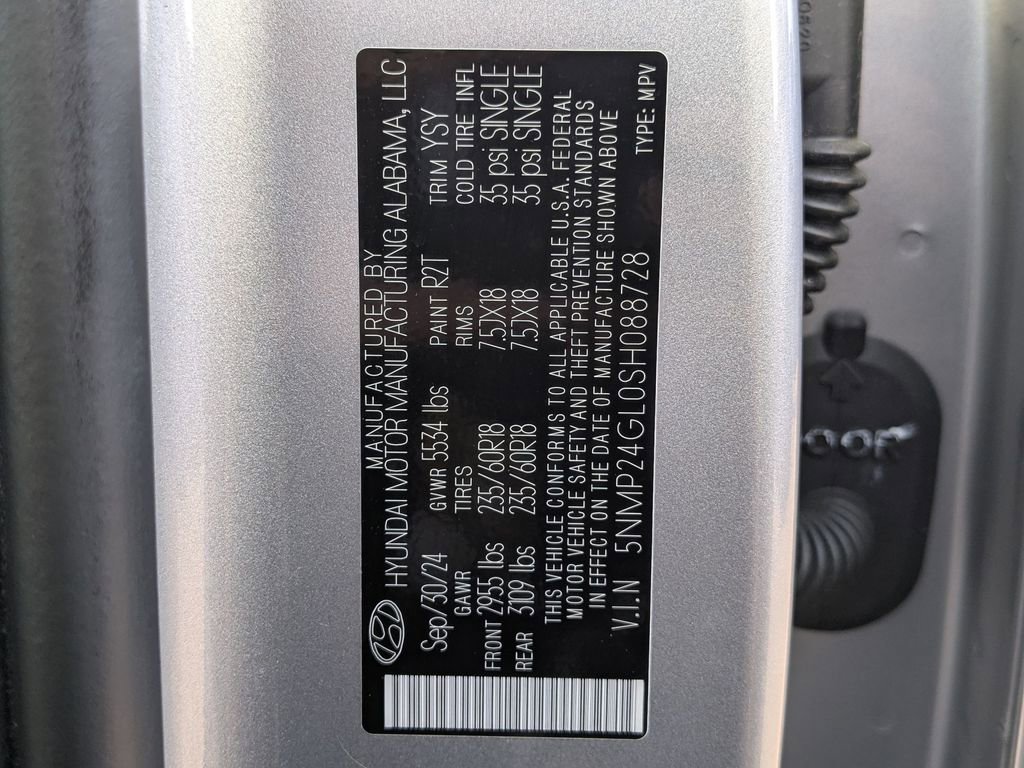 MANUFACTURED BY
HYUNDAI MOTOR MANUFACTURING ALABAMA, LLC
Sep/30/24 GVWR 5534 lbs PAINT R2T TRIM YSY
GAWR TIRES RIMS COLD TIRE INFL
FRONT 2955 lbs 235/60R18 7.5JX18 35 psi SINGLE
REAR 3109 lbs 235/60R18 7.5JX18 35 psi SINGLE
THIS VEHICLE CONFORMS TO ALL APPLICABLE U.S.A. FEDERAL
MOTOR VEHICLE SAFETY AND THEFT PREVENTION STANDARDS
IN EFFECT ON THE DATE OF MANUFACTURE SHOWN ABOVE
V.I.N 5NMP24GL0SH088728
TYPE: MPV